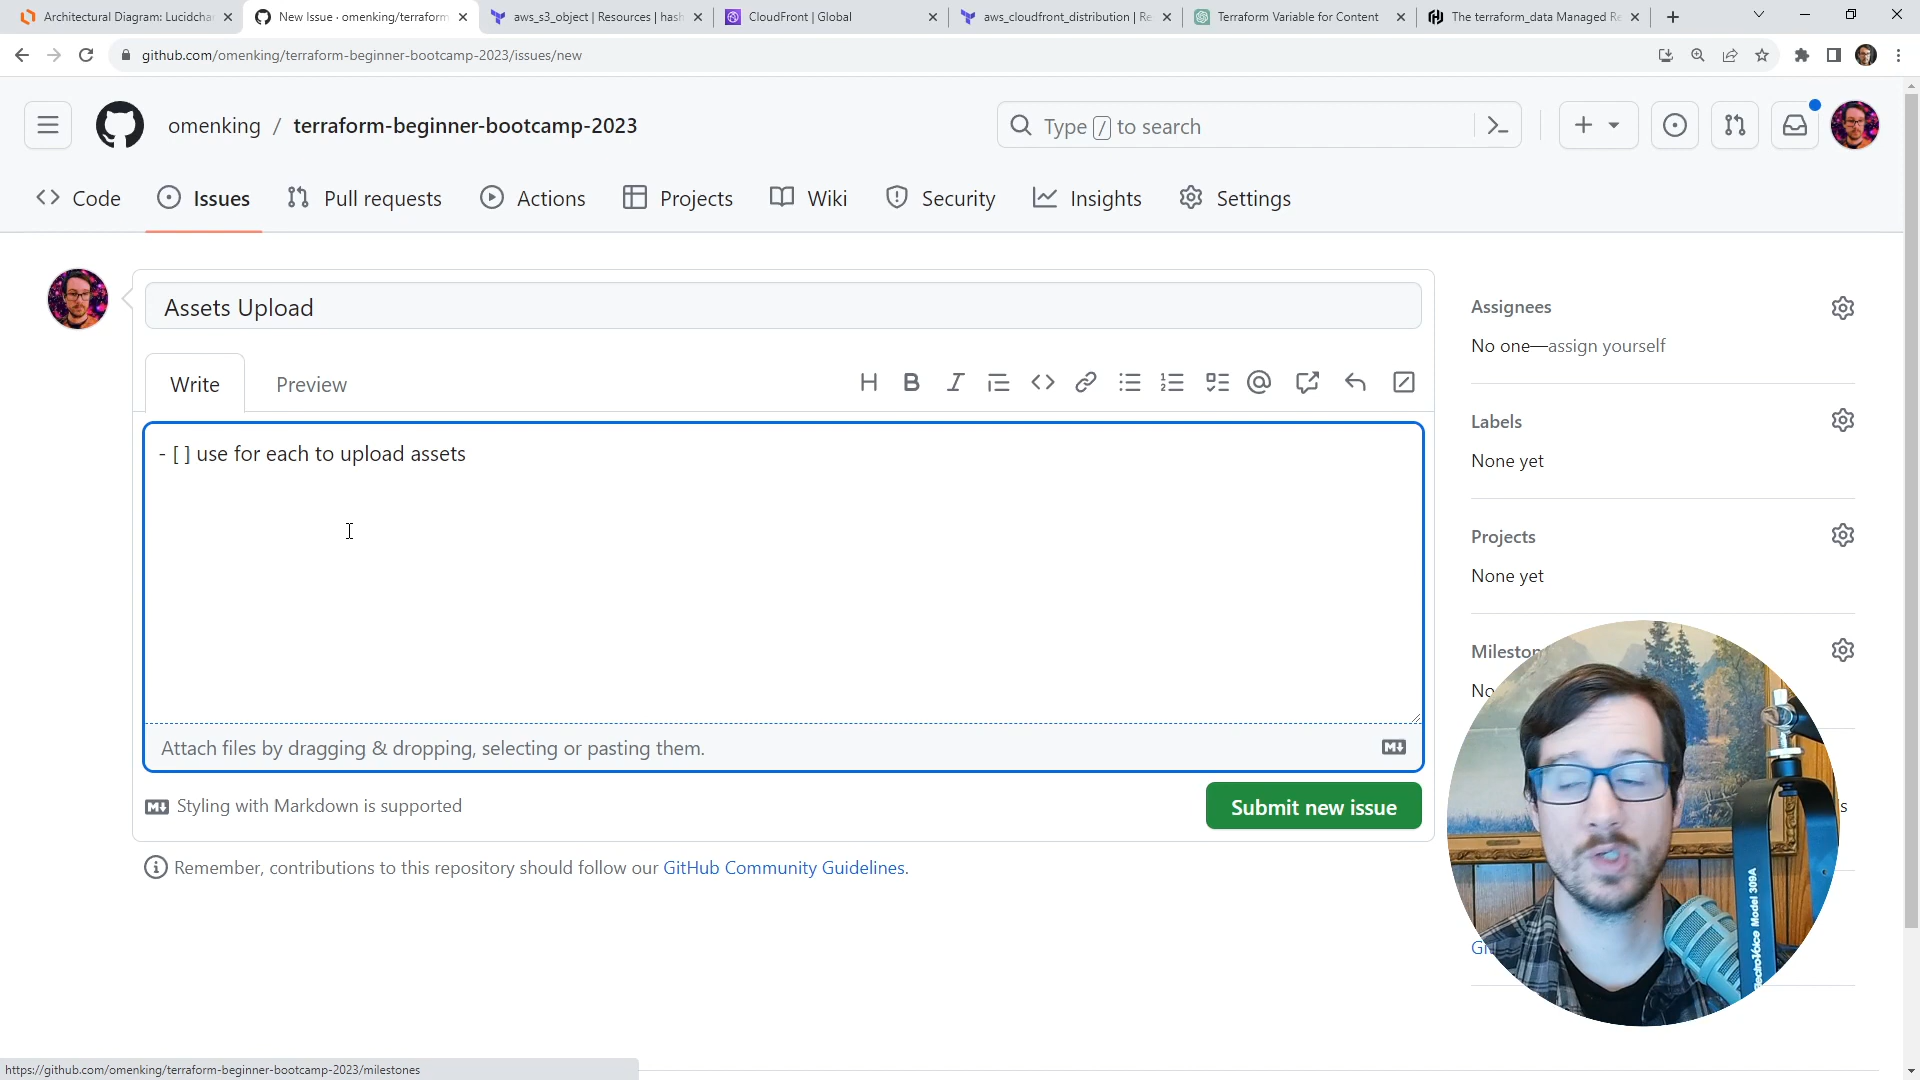 Architectural Diagram: Lucidcha
New Issue · omenking/terraform
aws_s3_object | Resources | hash
CloudFront | Global
aws_cloudfront_distribution | Re
Terraform Variable for Content
The terraform_data Managed Re
github.com/omenking/terraform-beginner-bootcamp-2023/issues/new
omenking / terraform-beginner-bootcamp-2023
Type / to search
Code
Issues
Pull requests
Actions
Projects
Wiki
Security
Insights
Settings
Assets Upload
Write
Preview
- [ ] use for each to upload assets
Attach files by dragging & dropping, selecting or pasting them.
Styling with Markdown is supported
Submit new issue
Remember, contributions to this repository should follow our GitHub Community Guidelines.
Assignees
No one—assign yourself
Labels
None yet
Projects
None yet
Mileston
No
ElectroVoice Model 309A
https://github.com/omenking/terraform-beginner-bootcamp-2023/milestones